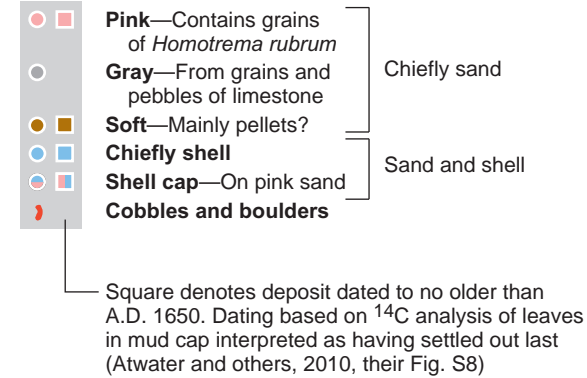 Pink—Contains grains
of Homotrema rubrum
Gray—From grains and
pebbles of limestone
Soft—Mainly pellets?
Chiefly sand
Chiefly shell
Shell cap—On pink sand
Sand and shell
Cobbles and boulders
Square denotes deposit dated to no older than
A.D. 1650. Dating based on 14C analysis of leaves
in mud cap interpreted as having settled out last
(Atwater and others, 2010, their Fig. S8)